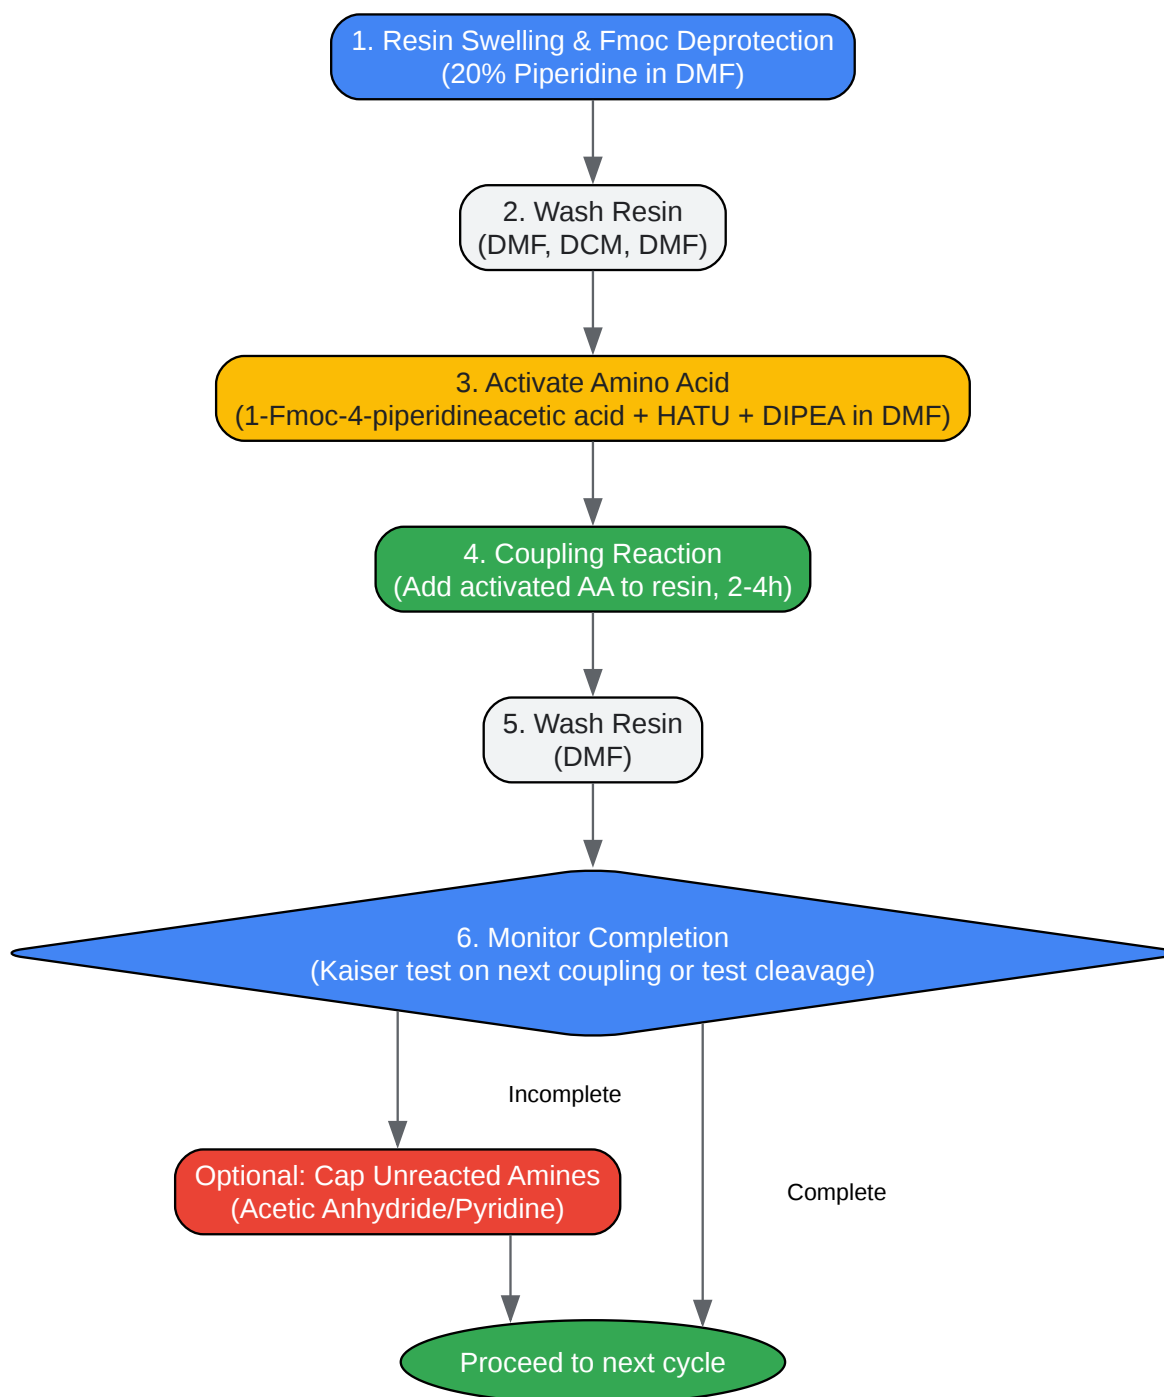 1. Resin Swelling & Fmoc Deprotection
(20% Piperidine in DMF)
2. Wash Resin
(DMF, DCM, DMF)
3. Activate Amino Acid
(1-Fmoc-4-piperidineacetic acid + HATU + DIPEA in DMF)
4. Coupling Reaction
(Add activated AA to resin, 2-4h)
5. Wash Resin
(DMF)
6. Monitor Completion
(Kaiser test on next coupling or test cleavage)
Incomplete
Optional: Cap Unreacted Amines
(Acetic Anhydride/Pyridine)
Complete
Proceed to next cycle